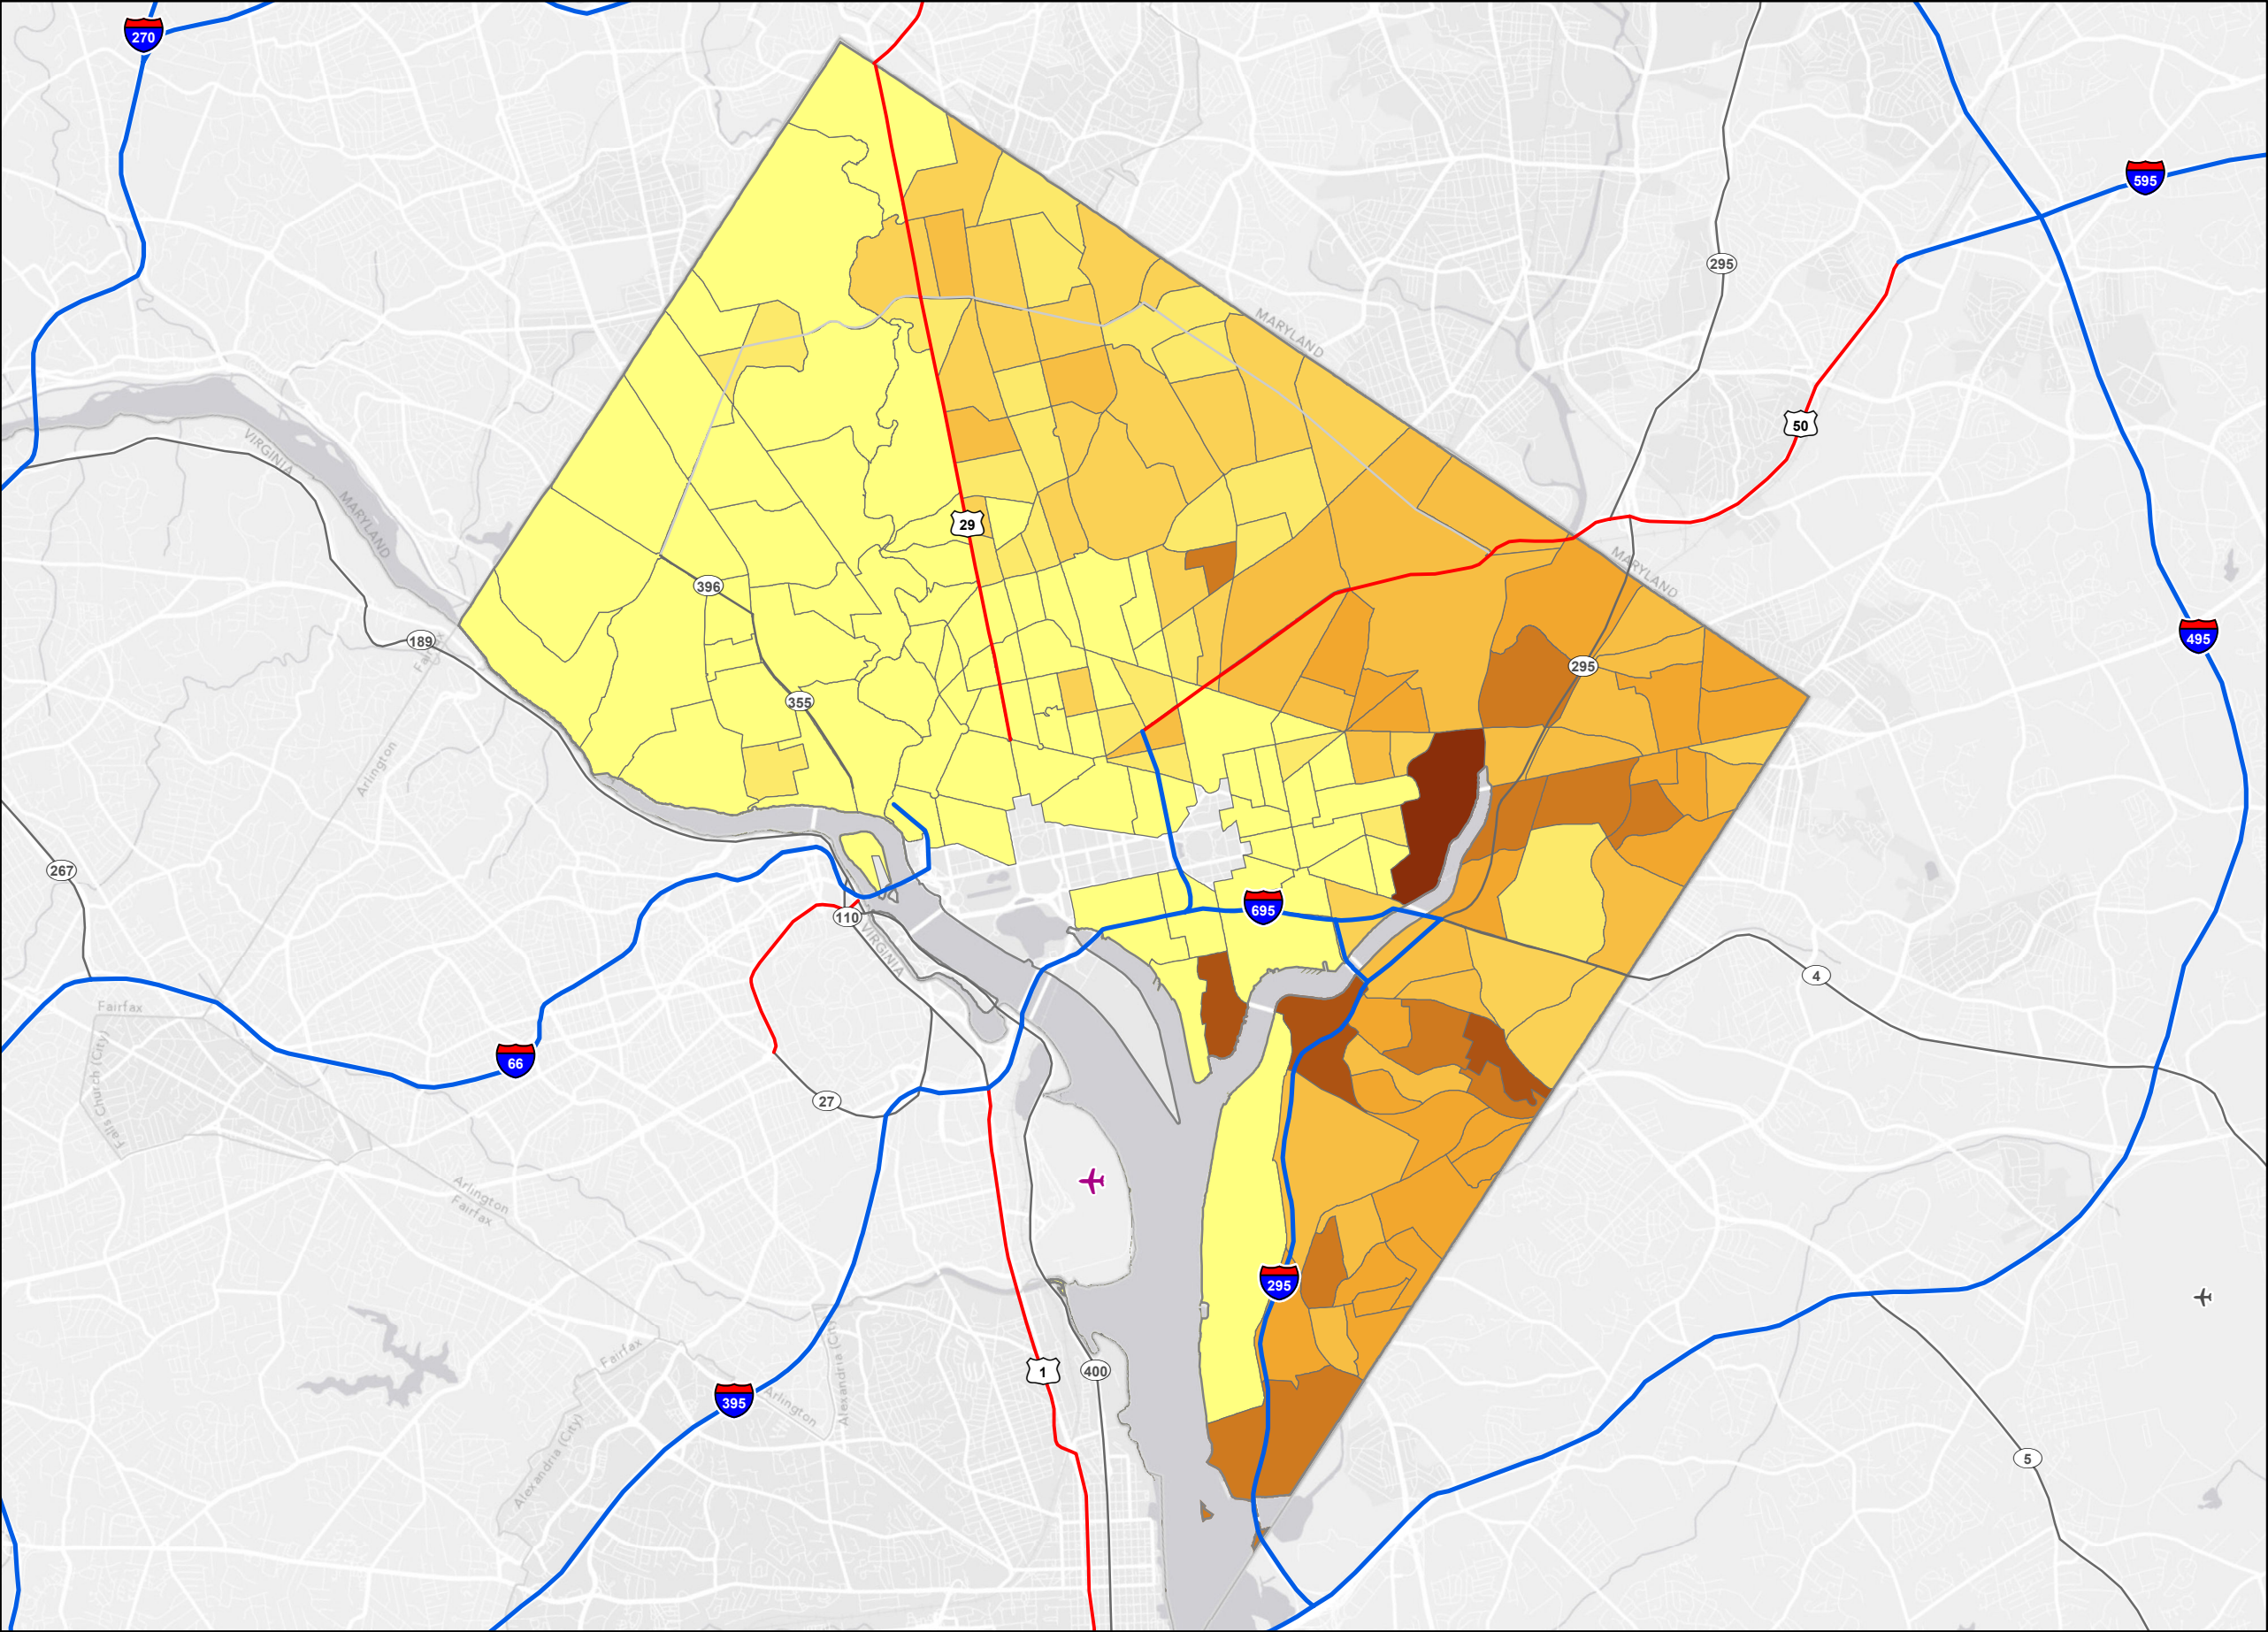 270
595
295
MARYLAND
VIRGINIA
50
MARYLAND
29
MARYLAND
396
495
189
Fairfax
295
355
Arlington
267
695
110
VIRGINIA
4
Fairfax
Falls Church (City)
66
27
Arlington
Fairfax
295
Fairfax
Alexandria (City)
1
400
395
Arlington
Alexandria (City)
5